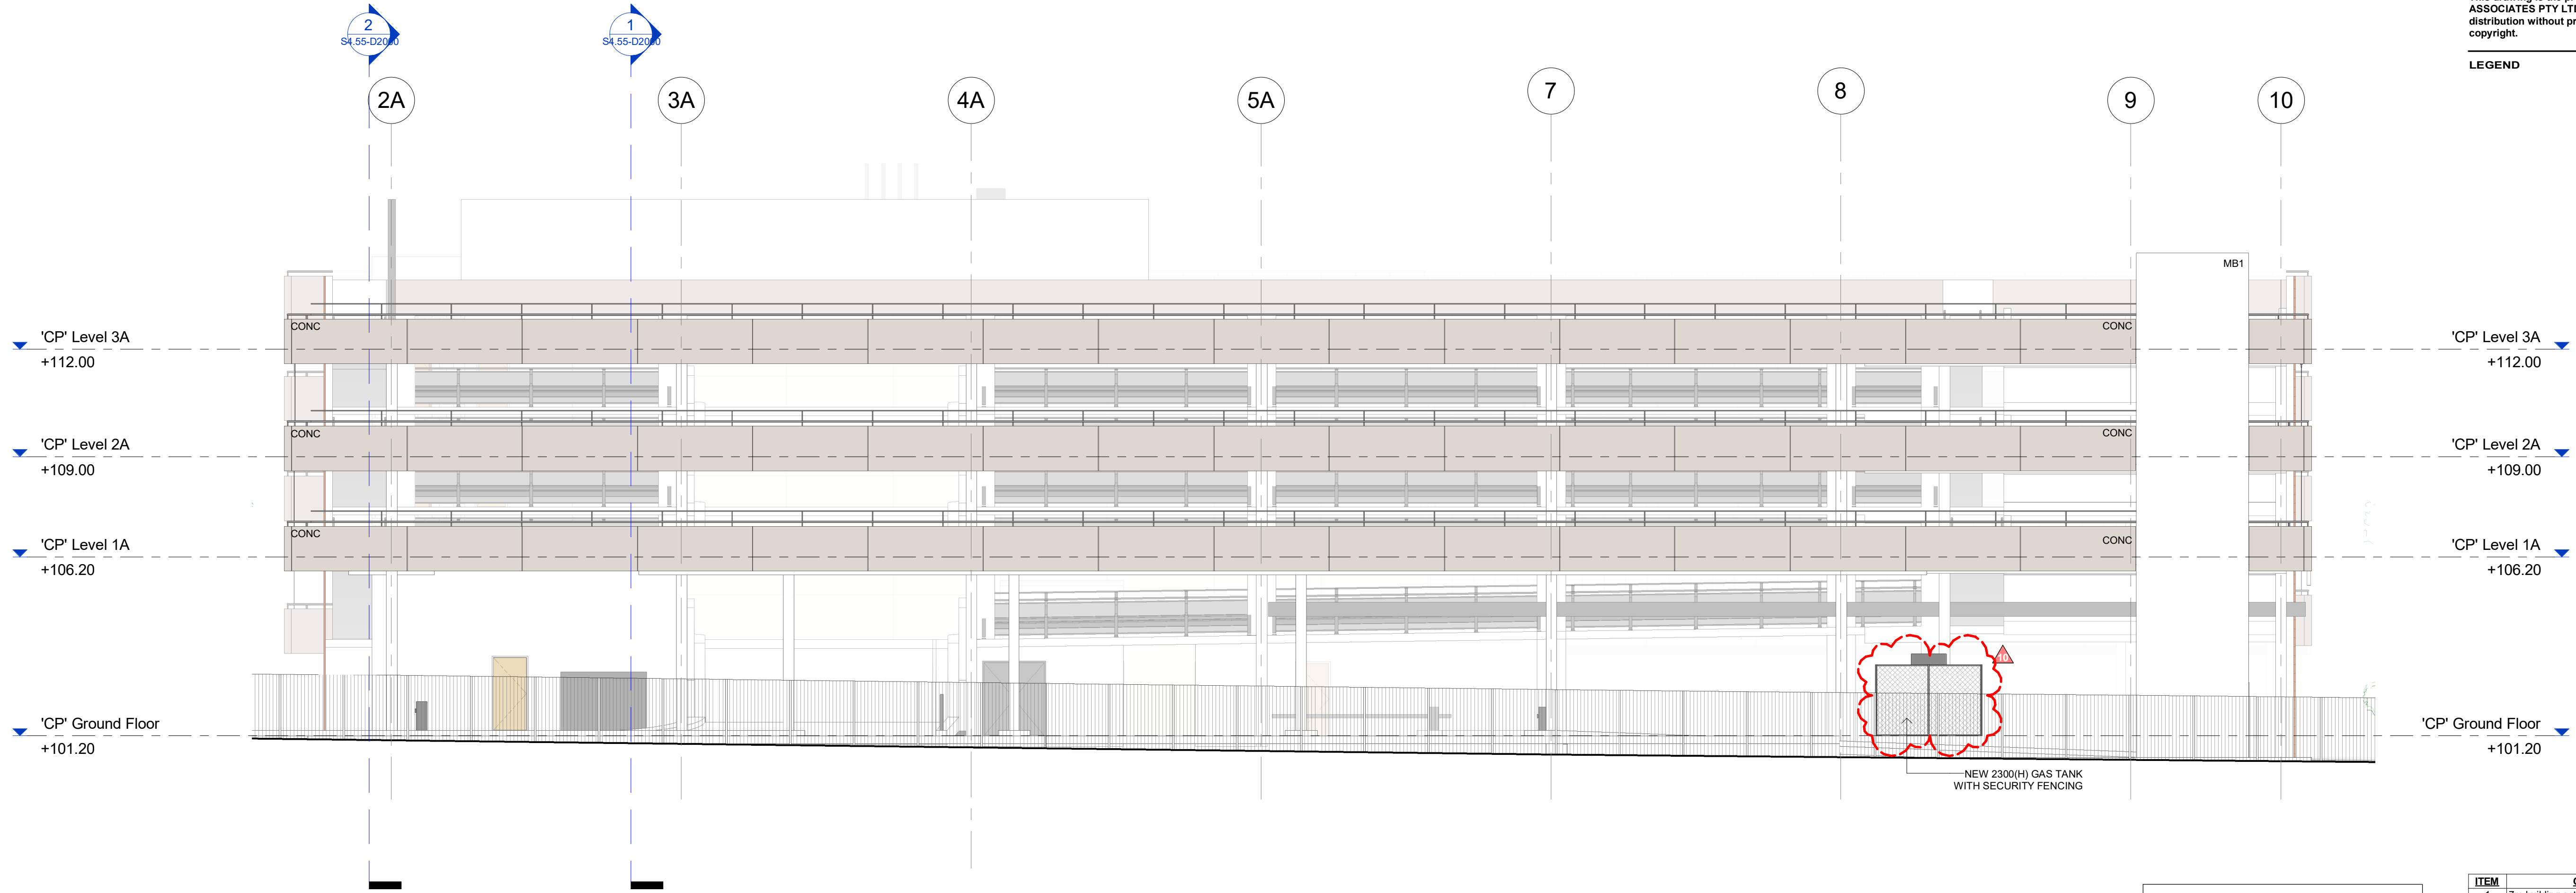 ASSOCIATES PTY LT
distribution without pr
copyright.
LEGEND
2
S4.55-D2000
1
S4.55-D2000
2A
3A
4A
5A
7
8
9
10
MB1
'CP' Level 3A
+112.00
CONC
CONC
'CP' Level 3A
+112.00
'CP' Level 2A
+109.00
CONC
CONC
'CP' Level 2A
+109.00
'CP' Level 1A
+106.20
CONC
CONC
'CP' Level 1A
+106.20
'CP' Ground Floor
+101.20
'CP' Ground Floor
+101.20
NEW 2300(H) GAS TANK
WITH SECURITY FENCING
ITEM